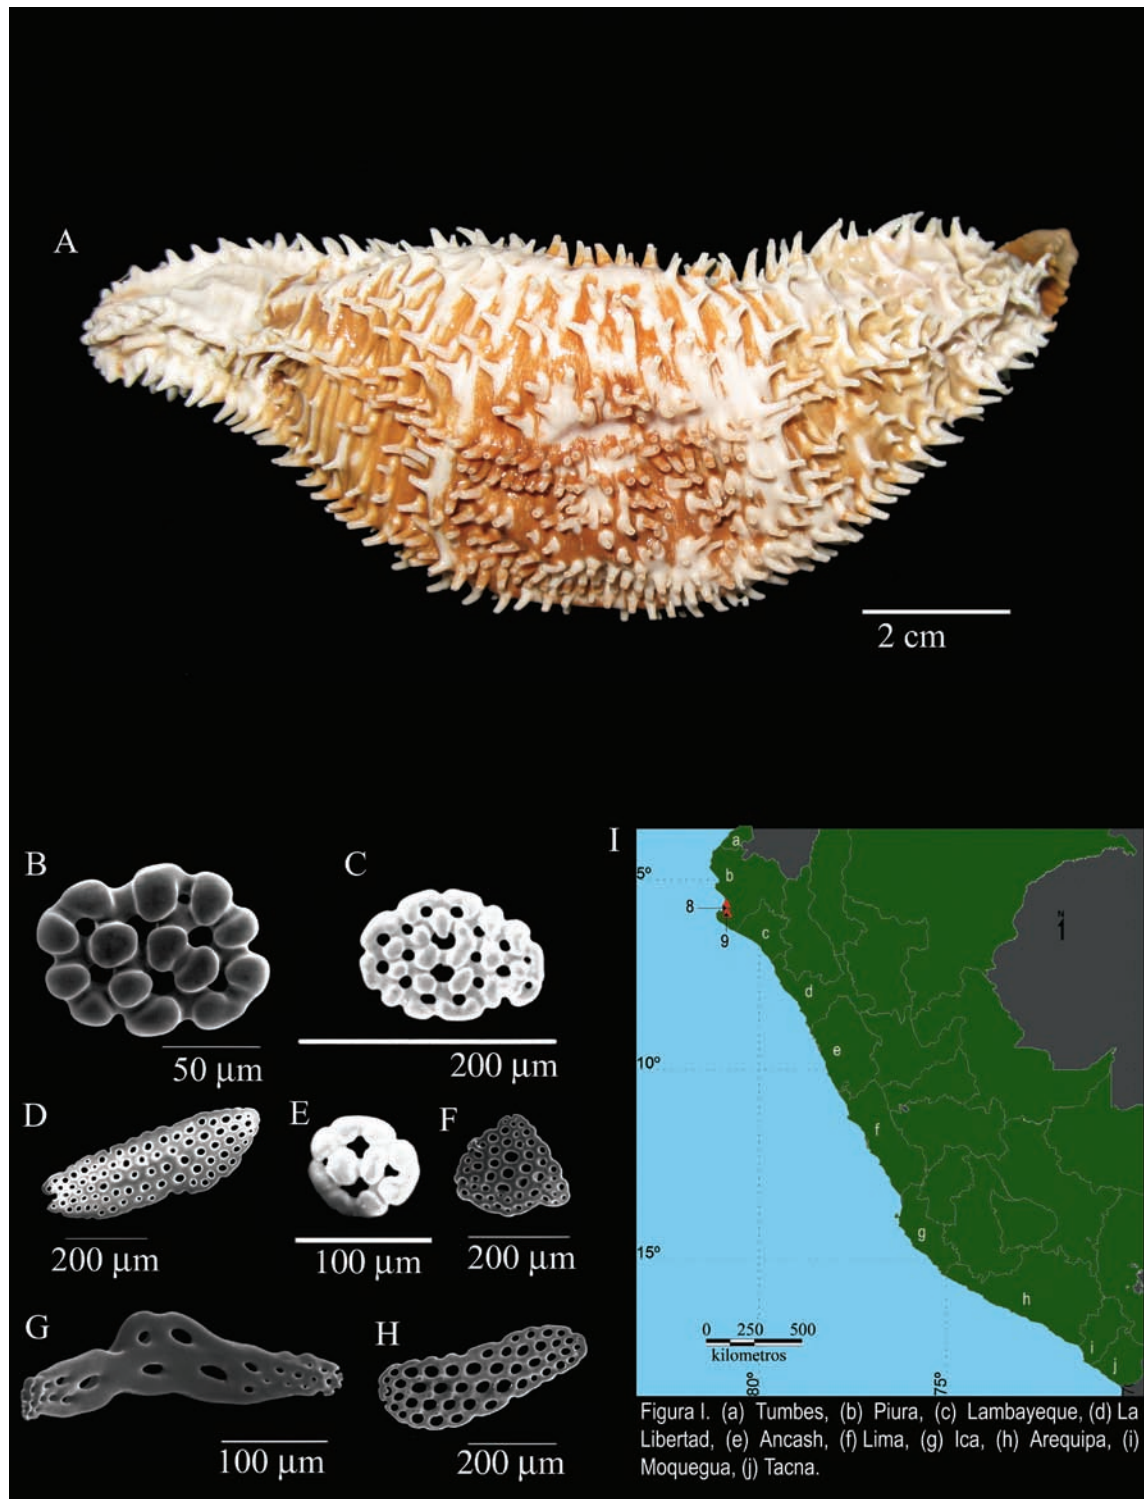 A
2 cm
B
50 µm
C
200 µm
D
200 µm
E
100 µm
F
200 µm
G
100 µm
H
200 µm
I
a
5º
b
8
9
c
d
e
10º
f
g
15º
h
i
j
N
0 250 500
kilometros
80º
75º
70º
Figura I. (a) Tumbes, (b) Piura, (c) Lambayeque, (d) La
Libertad, (e) Ancash, (f) Lima, (g) Ica, (h) Arequipa, (i)
Moquegua, (j) Tacna.